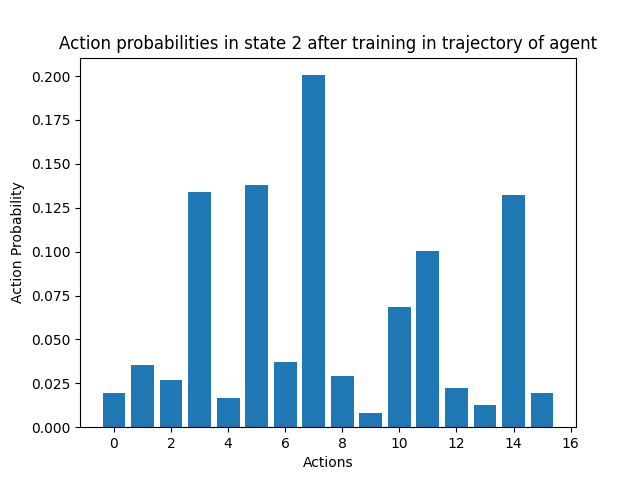 Action probabilities in state 2 after training in trajectory of agent
0.200
0.175
0.150
0.125
0.100
0.075
0.050
0.025
0.000
Action Probability
0 2 4 6 8 10 12 14 16
Actions